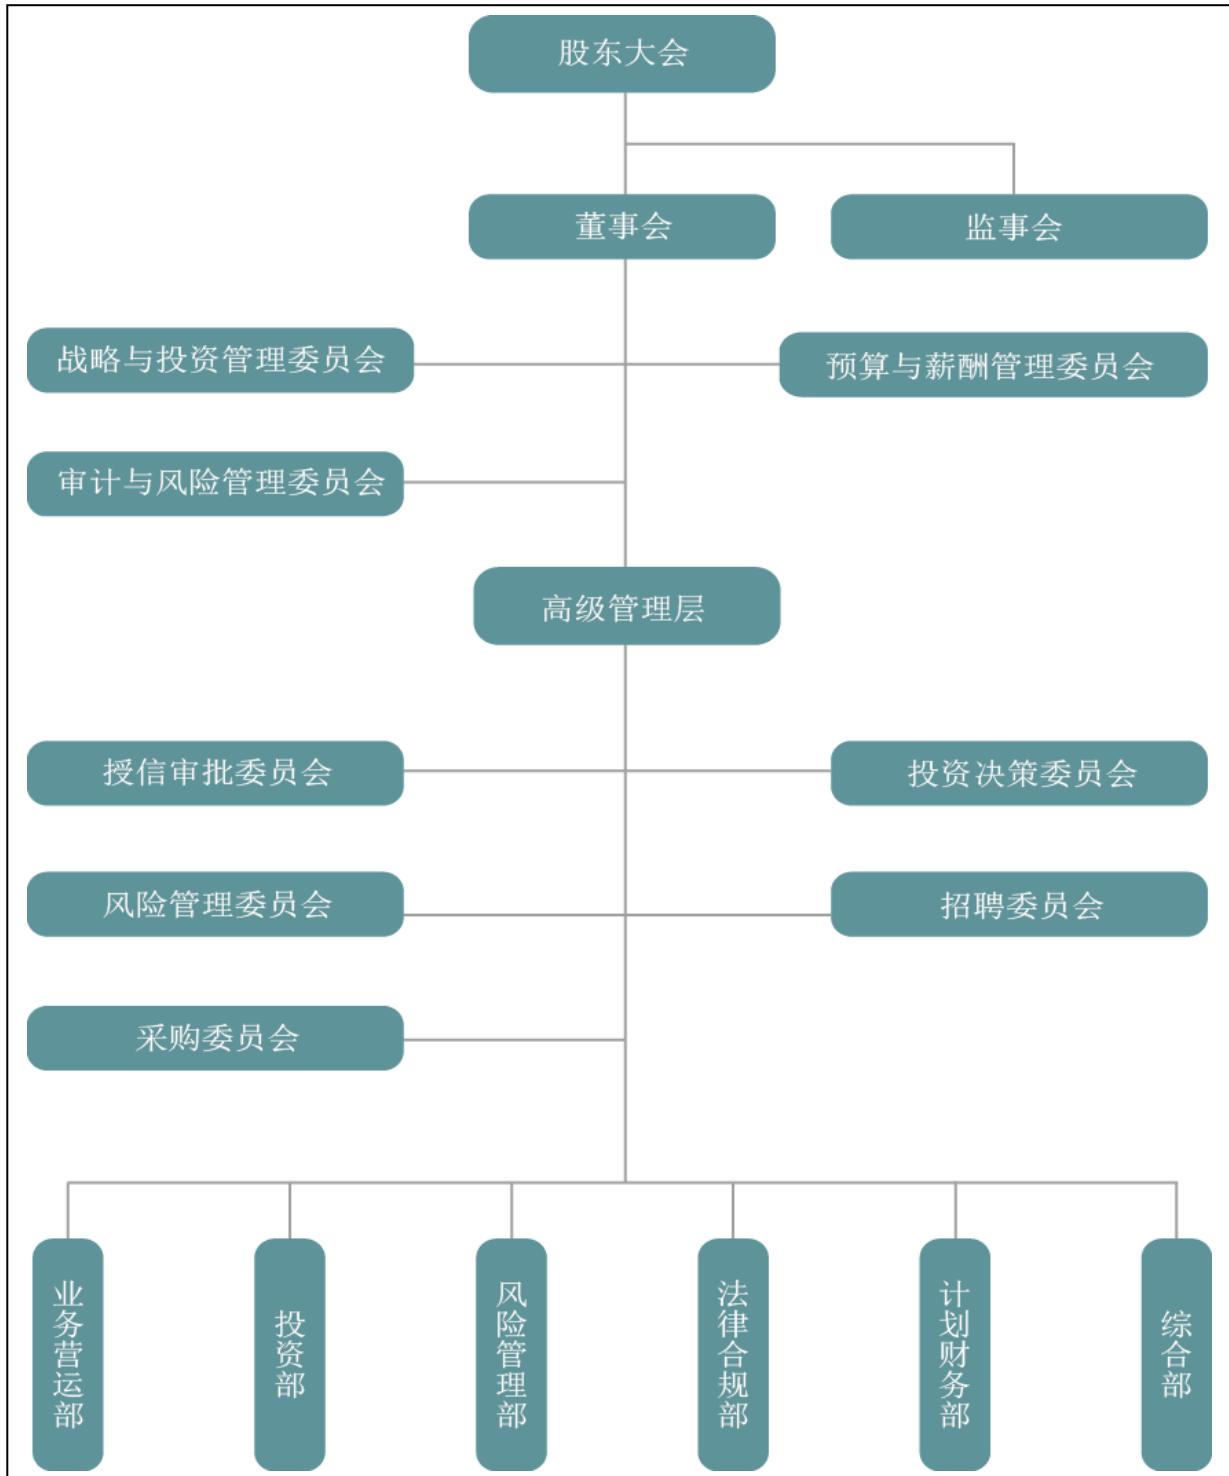 股东大会
董事会
监事会
战略与投资管理委员会
预算与薪酬管理委员会
审计与风险管理委员会
高级管理层
授信审批委员会
投资决策委员会
风险管理委员会
招聘委员会
采购委员会
业务营运部
投资部
风险管理部
法律合规部
计划财务部
综合部